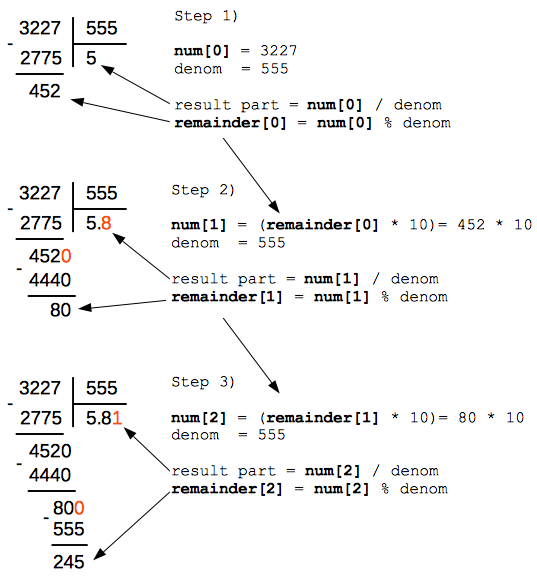 Step 1)
3227 555
- 2775 5
452
num[0] = 3227
denom = 555
result part = num[0] / denom
remainder[0] = num[0] % denom
Step 2)
3227 555
- 2775 5.8
4520
- 4440
80
num[1] = (remainder[0] * 10)= 452 * 10
denom = 555
result part = num[1] / denom
remainder[1] = num[1] % denom
Step 3)
3227 555
- 2775 5.81
4520
- 4440
800
- 555
245
num[2] = (remainder[1] * 10)= 80 * 10
denom = 555
result part = num[2] / denom
remainder[2] = num[2] % denom